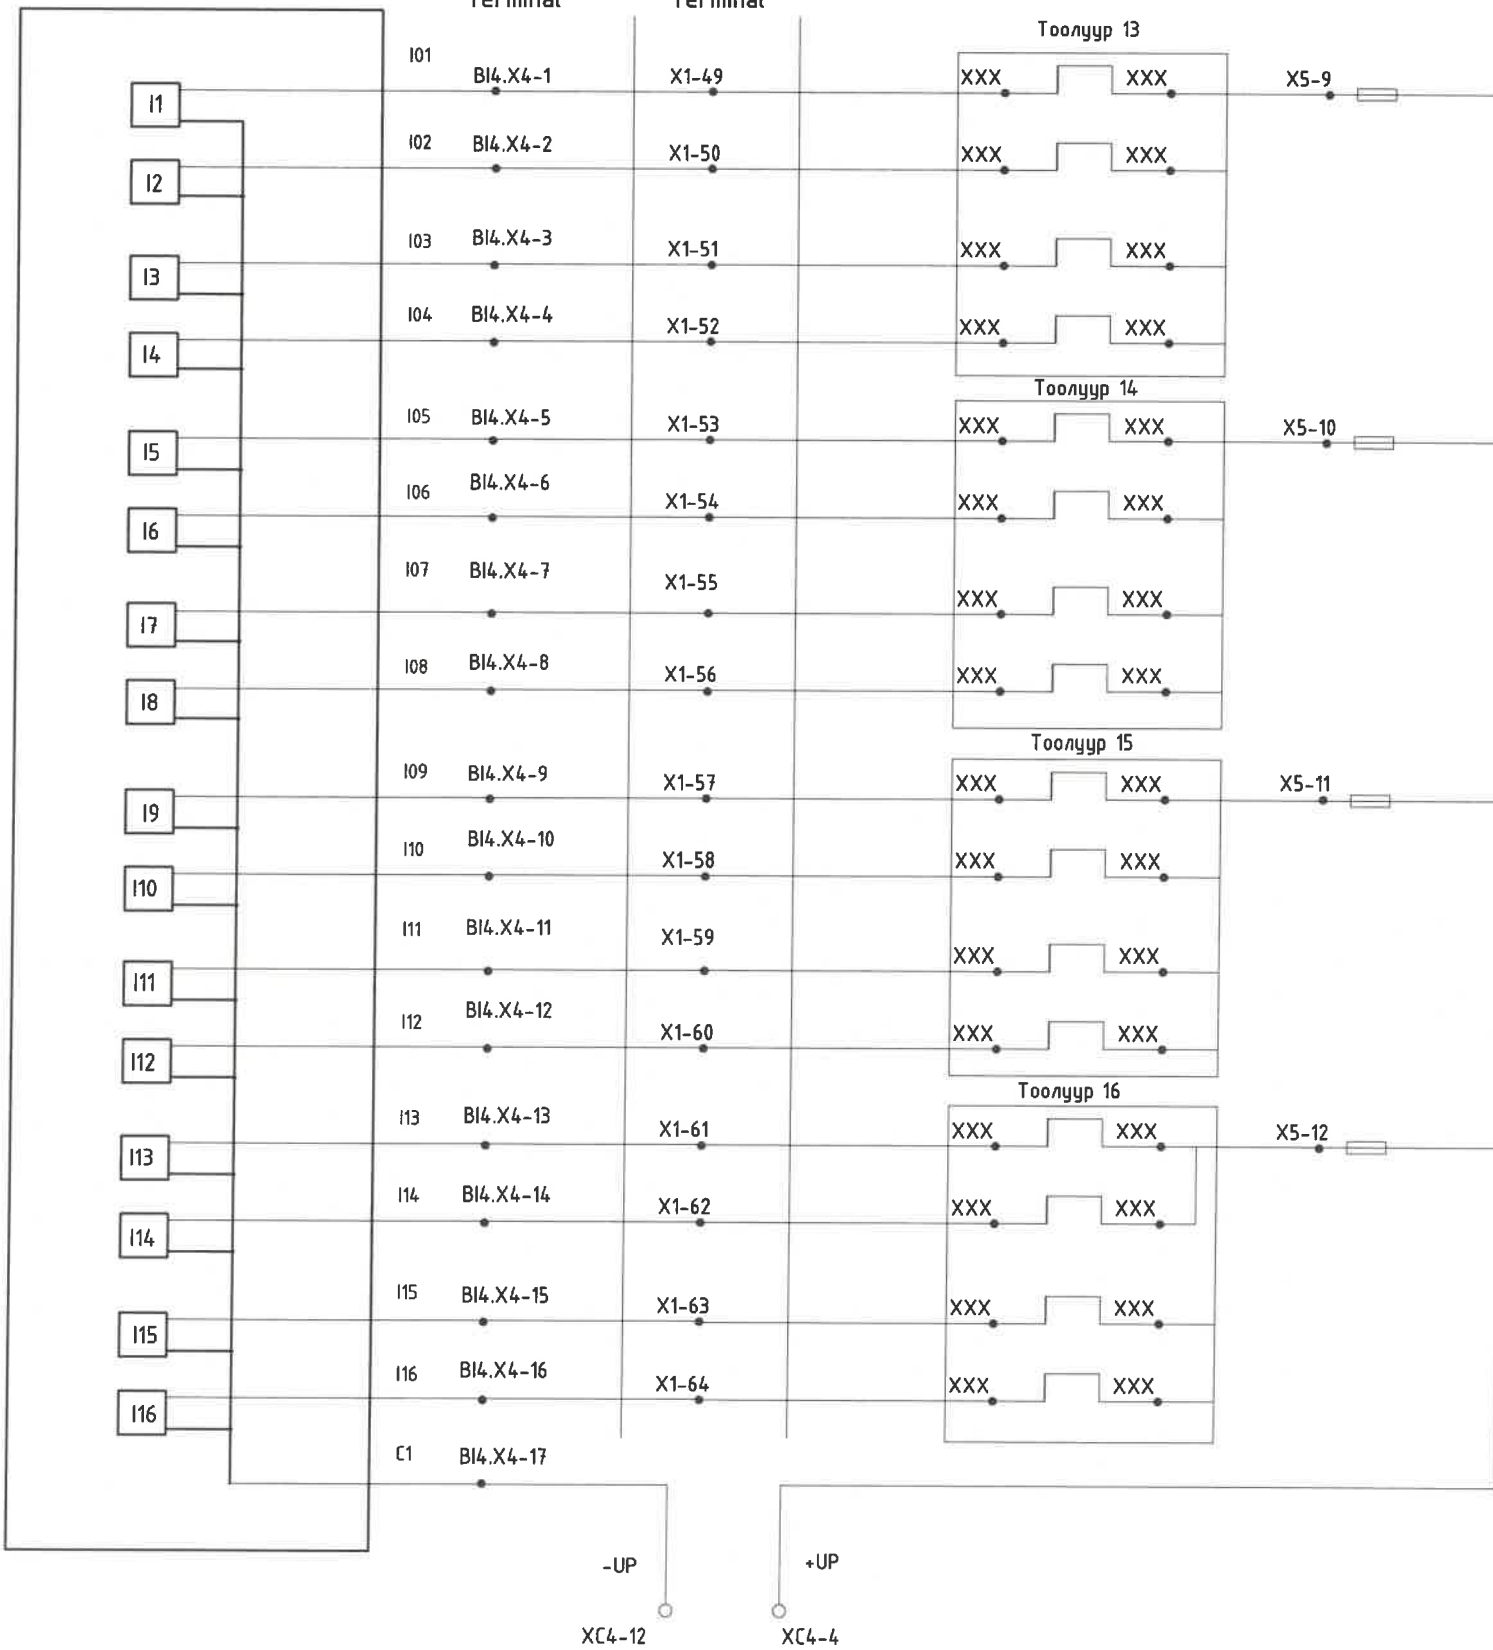 Terminal Terminal
Тоолуур 13
I1 I01 BI4.X4-1 X1-49 XXX XXX X5-9
I2 I02 BI4.X4-2 X1-50 XXX XXX
I3 I03 BI4.X4-3 X1-51 XXX XXX
I4 I04 BI4.X4-4 X1-52 XXX XXX
Тоолуур 14
I5 I05 BI4.X4-5 X1-53 XXX XXX X5-10
I6 I06 BI4.X4-6 X1-54 XXX XXX
I7 I07 BI4.X4-7 X1-55 XXX XXX
I8 I08 BI4.X4-8 X1-56 XXX XXX
Тоолуур 15
I9 I09 BI4.X4-9 X1-57 XXX XXX X5-11
I10 I10 BI4.X4-10 X1-58 XXX XXX
I11 I11 BI4.X4-11 X1-59 XXX XXX
I12 I12 BI4.X4-12 X1-60 XXX XXX
Тоолуур 16
I13 I13 BI4.X4-13 X1-61 XXX XXX X5-12
I14 I14 BI4.X4-14 X1-62 XXX XXX
I15 I15 BI4.X4-15 X1-63 XXX XXX
I16 I16 BI4.X4-16 X1-64 XXX XXX
C1 BI4.X4-17
-UP +UP
XC4-12 XC4-4